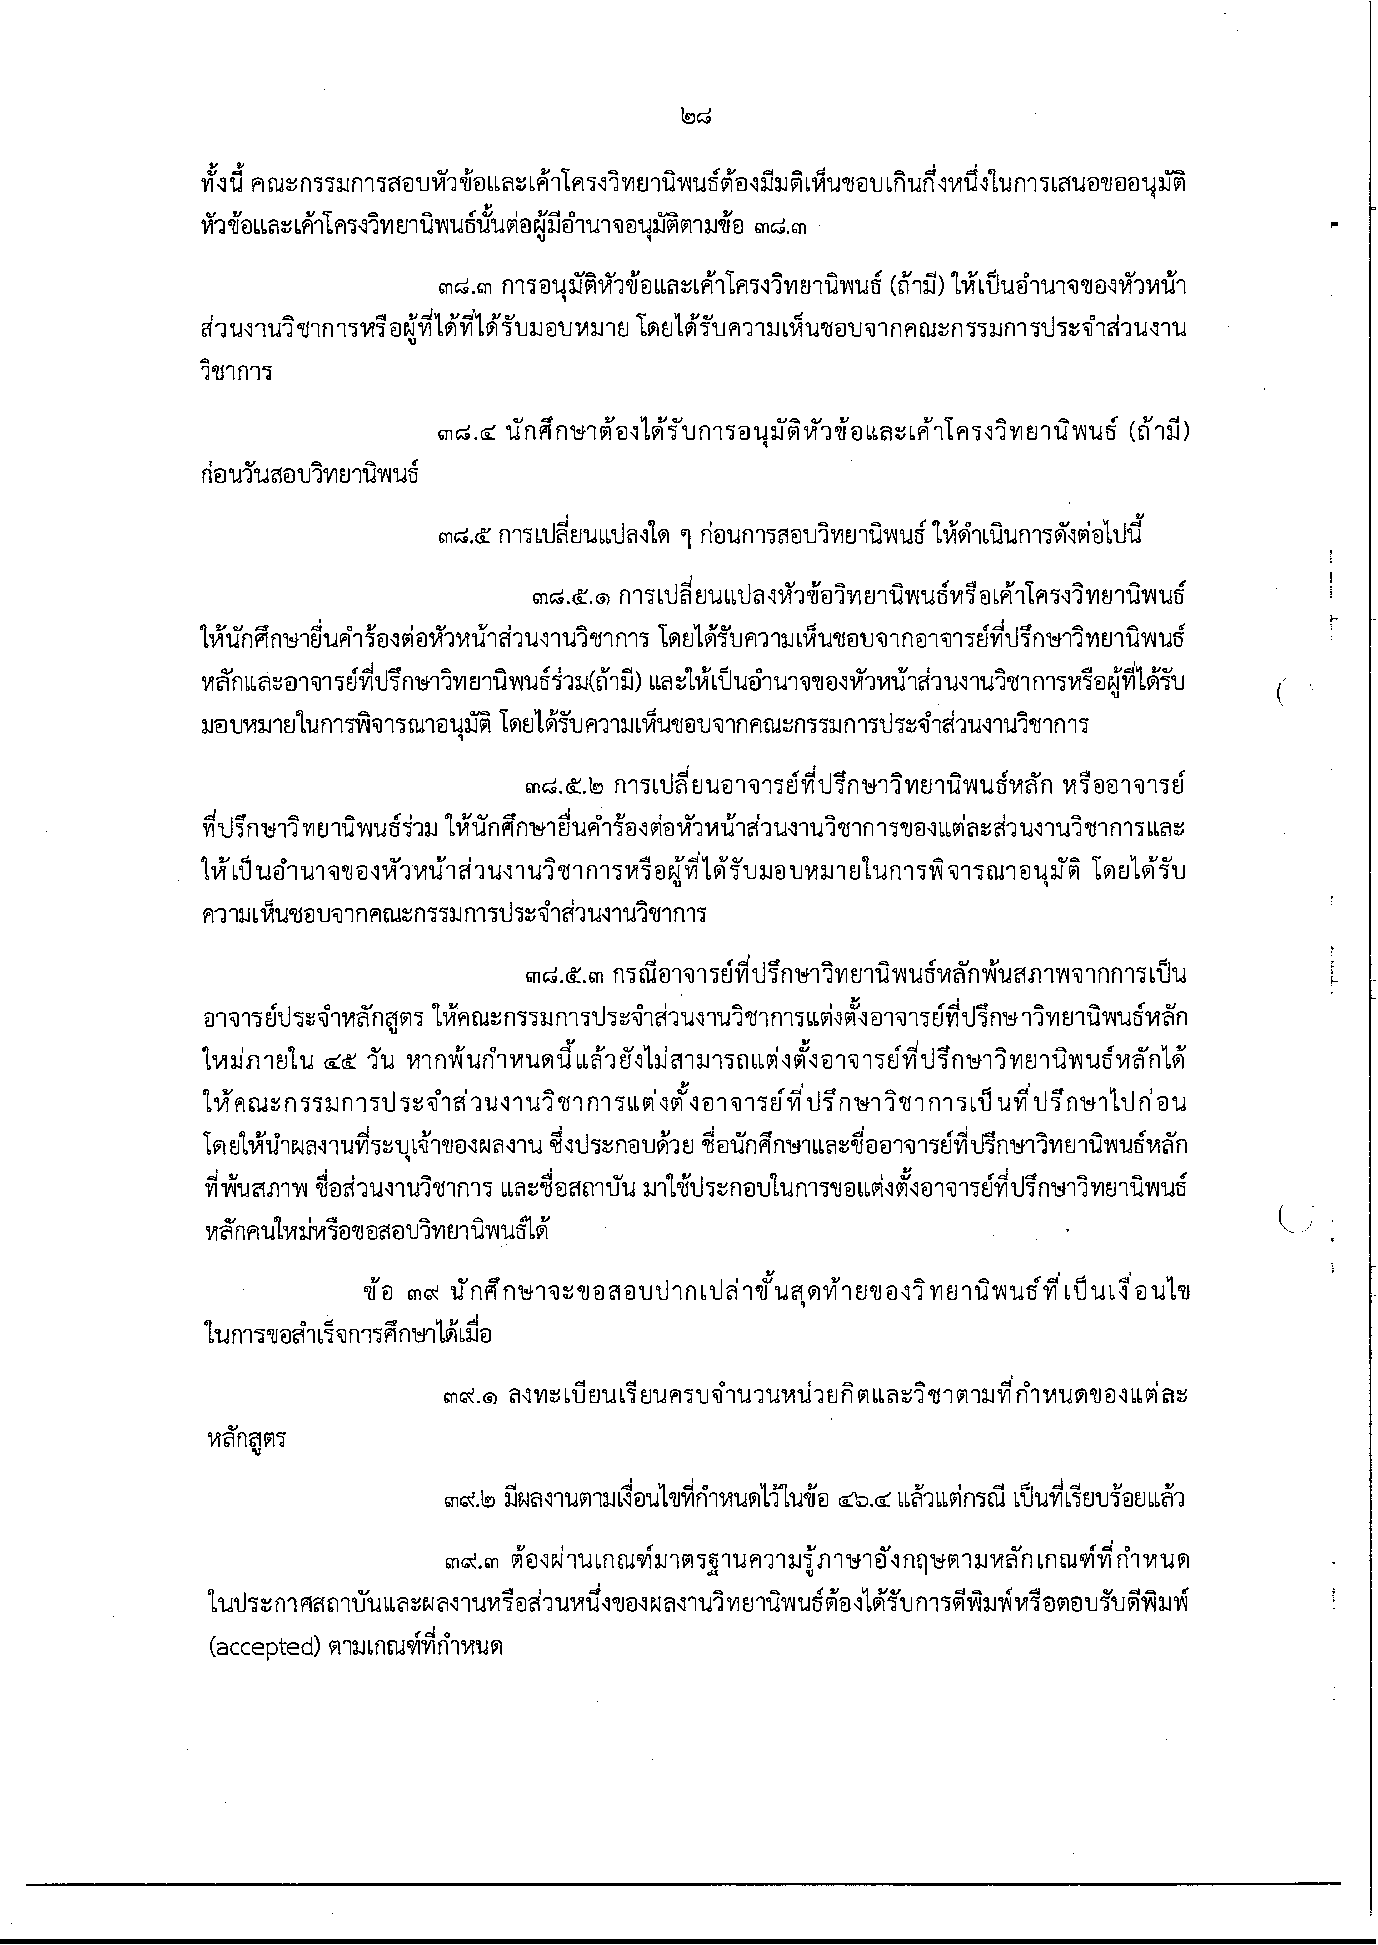 ๒๘
ทั้งนี้ คณะกรรมการสอบหัวข้อและเค้าโครงวิทยานิพนธ์ต้องมีมติเห็นชอบเกินกึ่งหนึ่งในการเสนอขออนุมัติ
หัวข้อและเค้าโครงวิทยานิพนธ์นั้นต่อผู้มีอำนาจอนุมัติตามข้อ ๓๘.๓
๓๘.๓ การอนุมัติหัวข้อและเค้าโครงวิทยานิพนธ์ (ถ้ามี) ให้เป็นอำนาจของหัวหน้า
ส่วนงานวิชาการหรือผู้ที่ได้ที่ได้รับมอบหมาย โดยได้รับความเห็นชอบจากคณะกรรมการประจำส่วนงาน
วิชาการ
๓๘.๔ นักศึกษาต้องได้รับการอนุมัติหัวข้อและเค้าโครงวิทยานิพนธ์ (ถ้ามี)
ก่อนวันสอบวิทยานิพนธ์
๓๘.๕ การเปลี่ยนแปลงใด ๆ ก่อนการสอบวิทยานิพนธ์ ให้ดำเนินการดังต่อไปนี้
๓๘.๕.๑ การเปลี่ยนแปลงหัวข้อวิทยานิพนธ์หรือเค้าโครงวิทยานิพนธ์
ให้นักศึกษายื่นคำร้องต่อหัวหน้าส่วนงานวิชาการ โดยได้รับความเห็นชอบจากอาจารย์ที่ปรึกษาวิทยานิพนธ์
หลักและอาจารย์ที่ปรึกษาวิทยานิพนธ์ร่วม(ถ้ามี) และให้เป็นอำนาจของหัวหน้าส่วนงานวิชาการหรือผู้ที่ได้รับ
มอบหมายในการพิจารณาอนุมัติ โดยได้รับความเห็นชอบจากคณะกรรมการประจำส่วนงานวิชาการ
๓๘.๕.๒ การเปลี่ยนอาจารย์ที่ปรึกษาวิทยานิพนธ์หลัก หรืออาจารย์
ที่ปรึกษาวิทยานิพนธ์ร่วม ให้นักศึกษายื่นคำร้องต่อหัวหน้าส่วนงานวิชาการของแต่ละส่วนงานวิชาการและ
ให้เป็นอำนาจของหัวหน้าส่วนงานวิชาการหรือผู้ที่ได้รับมอบหมายในการพิจารณาอนุมัติ โดยได้รับ
ความเห็นชอบจากคณะกรรมการประจำส่วนงานวิชาการ
๓๘.๕.๓ กรณีอาจารย์ที่ปรึกษาวิทยานิพนธ์หลักพ้นสภาพจากการเป็น
อาจารย์ประจำหลักสูตร ให้คณะกรรมการประจำส่วนงานวิชาการแต่งตั้งอาจารย์ที่ปรึกษาวิทยานิพนธ์หลัก
ใหม่ภายใน ๔๕ วัน หากพ้นกำหนดนี้แล้วยังไม่สามารถแต่งตั้งอาจารย์ที่ปรึกษาวิทยานิพนธ์หลักได้
ให้คณะกรรมการประจำส่วนงานวิชาการแต่งตั้งอาจารย์ที่ปรึกษาวิชาการเป็นที่ปรึกษาไปก่อน
โดยให้นำผลงานที่ระบุเจ้าของผลงาน ซึ่งประกอบด้วย ชื่อนักศึกษาและชื่ออาจารย์ที่ปรึกษาวิทยานิพนธ์หลัก
ที่พ้นสภาพ ชื่อส่วนงานวิชาการ และชื่อสถาบัน มาใช้ประกอบในการขอแต่งตั้งอาจารย์ที่ปรึกษาวิทยานิพนธ์
หลักคนใหม่หรือขอสอบวิทยานิพนธ์ได้
ข้อ ๓๙ นักศึกษาจะขอสอบปากเปล่าขั้นสุดท้ายของวิทยานิพนธ์ที่เป็นเงื่อนไข
ในการขอสำเร็จการศึกษาได้เมื่อ
๓๙.๑ ลงทะเบียนเรียนครบจำนวนหน่วยกิตและวิชาตามที่กำหนดของแต่ละ
หลักสูตร
๓๙.๒ มีผลงานตามเงื่อนไขที่กำหนดไว้ในข้อ ๔๖.๔ แล้วแต่กรณี เป็นที่เรียบร้อยแล้ว
๓๙.๓ ต้องผ่านเกณฑ์มาตรฐานความรู้ภาษาอังกฤษตามหลักเกณฑ์ที่กำหนด
ในประกาศสถาบันและผลงานหรือส่วนหนึ่งของผลงานวิทยานิพนธ์ต้องได้รับการตีพิมพ์หรือตอบรับตีพิมพ์
(accepted) ตามเกณฑ์ที่กำหนด